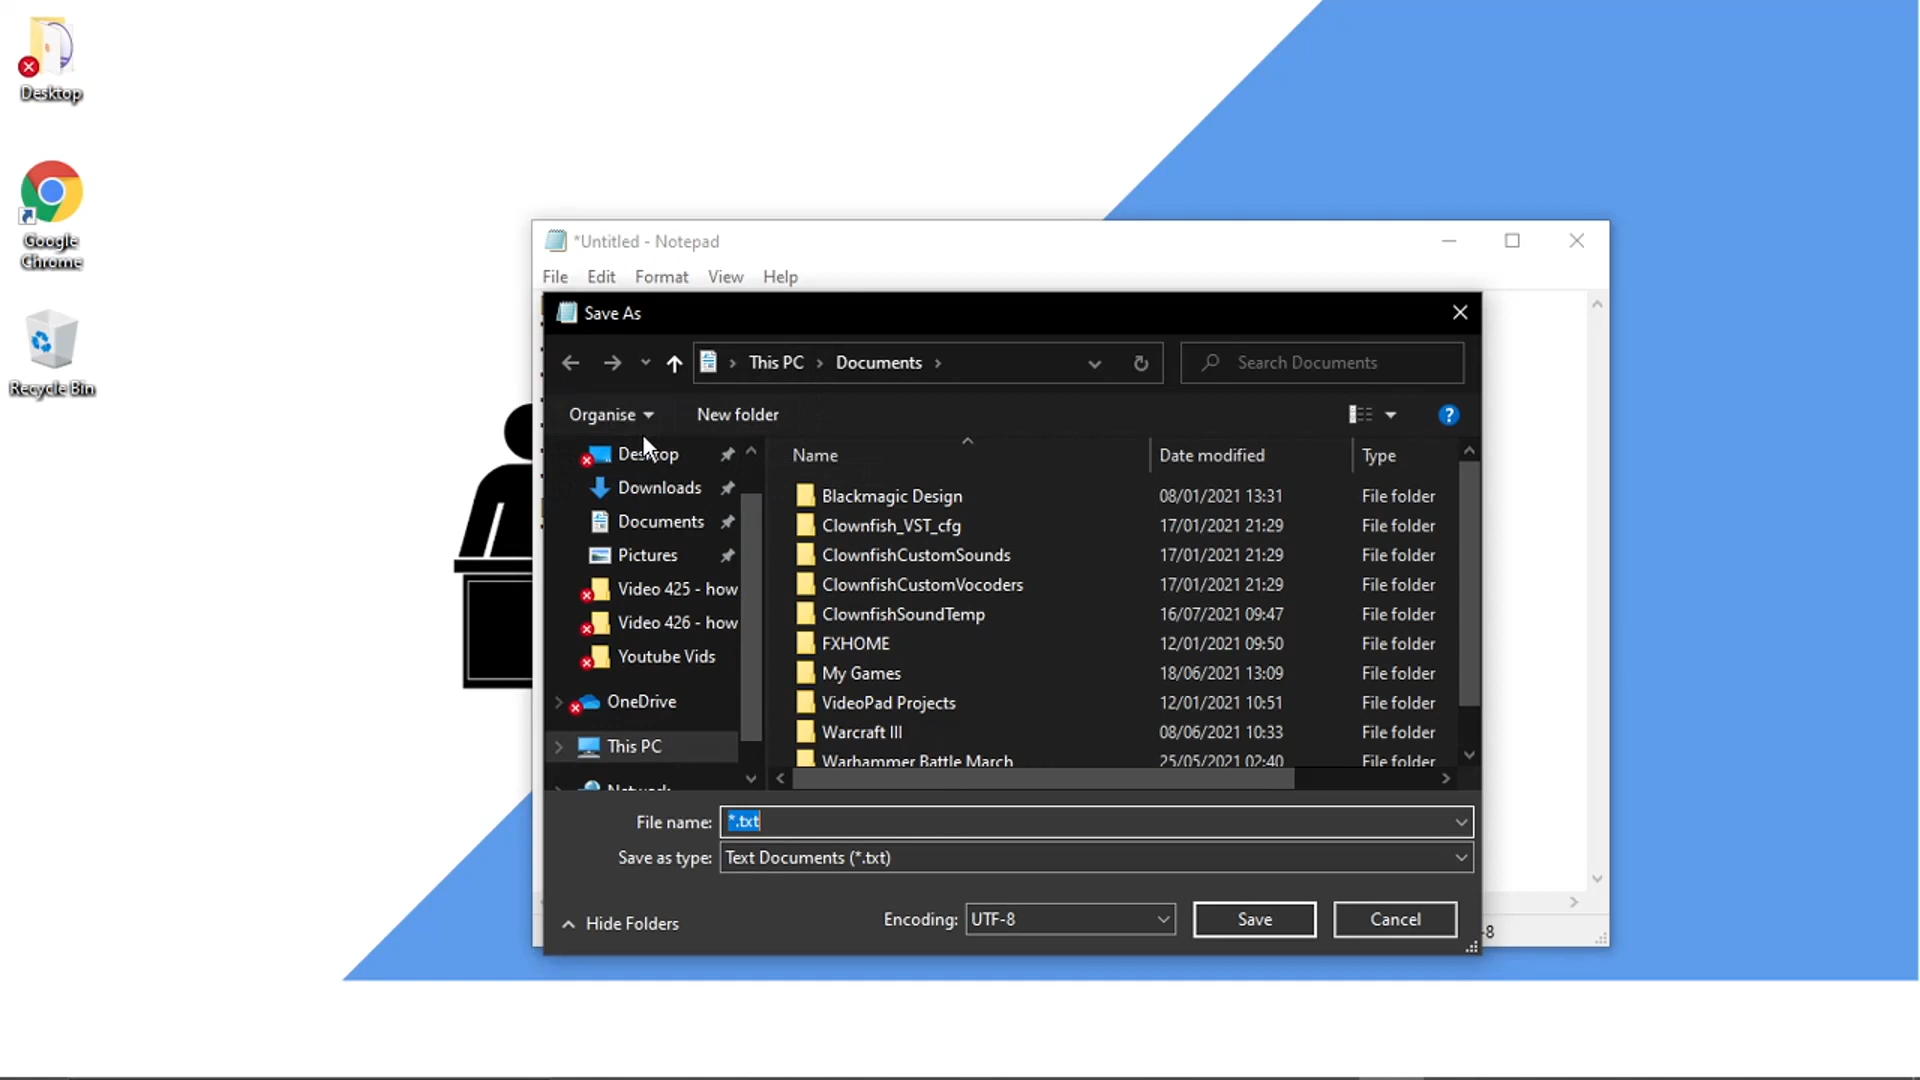 Desktop
Google
Chrome
Recycle Bin
*Untitled - Notepad
File Edit Format View Help
Save As
This PC Documents
Search Documents
Organise New folder
Desktop
Downloads
Documents
Pictures
Video 425 - how
Video 426 - how
Youtube Vids
OneDrive
This PC
Network
Name Date modified Type
Blackmagic Design 08/01/2021 13:31 File folder
Clownfish_VST_cfg 17/01/2021 21:29 File folder
ClownfishCustomSounds 17/01/2021 21:29 File folder
ClownfishCustomVocoders 17/01/2021 21:29 File folder
ClownfishSoundTemp 16/07/2021 09:47 File folder
FXHOME 12/01/2021 09:50 File folder
My Games 18/06/2021 13:09 File folder
VideoPad Projects 12/01/2021 10:51 File folder
Warcraft III 08/06/2021 10:33 File folder
Warhammer Battle March 25/05/2021 02:40 File folder
File name: *.txt
Save as type: Text Documents (*.txt)
Hide Folders
Encoding: UTF-8 Save Cancel
-8